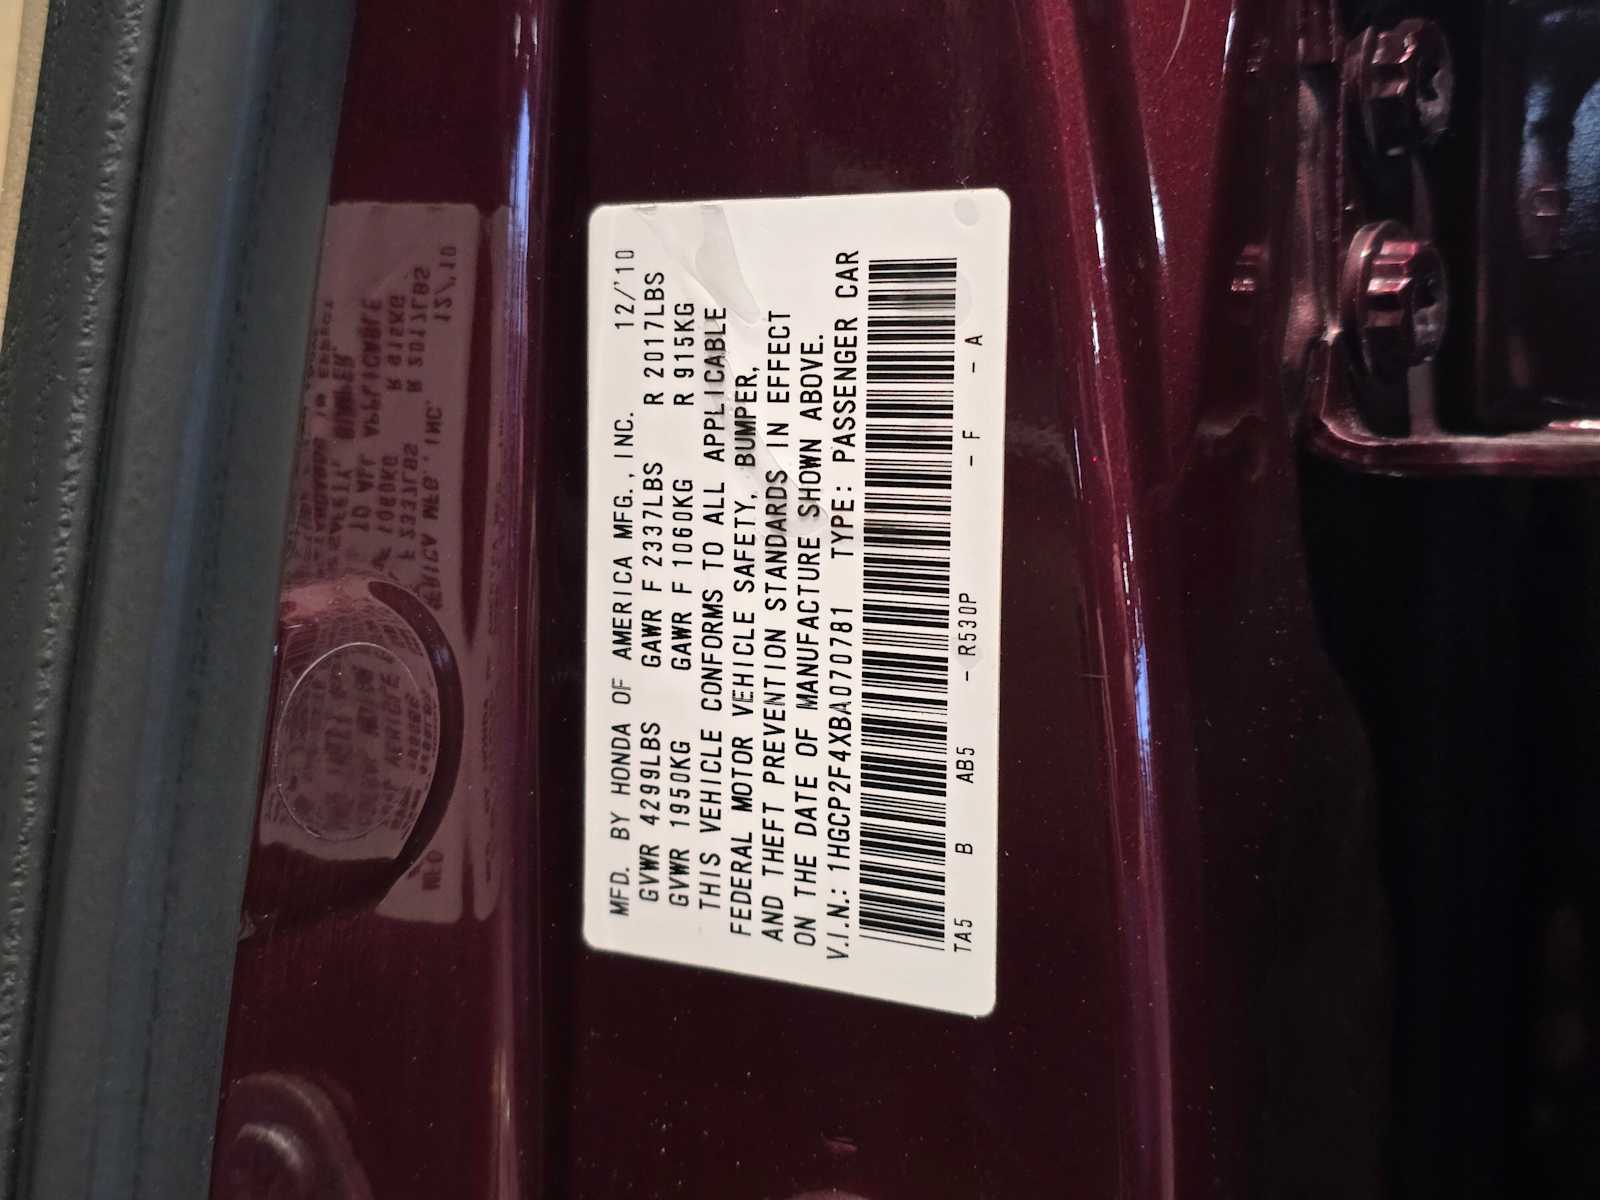 MFD. BY HONDA OF AMERICA MFG., INC. 12/'10
GVWR 4299LBS GAWR F 2337LBS R 2017LBS
GVWR 1950KG GAWR F 1060KG R 915KG
THIS VEHICLE CONFORMS TO ALL APPLICABLE
FEDERAL MOTOR VEHICLE SAFETY, BUMPER,
AND THEFT PREVENTION STANDARDS IN EFFECT
ON THE DATE OF MANUFACTURE SHOWN ABOVE.
V.I.N.: 1HGCP2F4XBA070781 TYPE: PASSENGER CAR
TA5 B AB5 - R530P - F - A